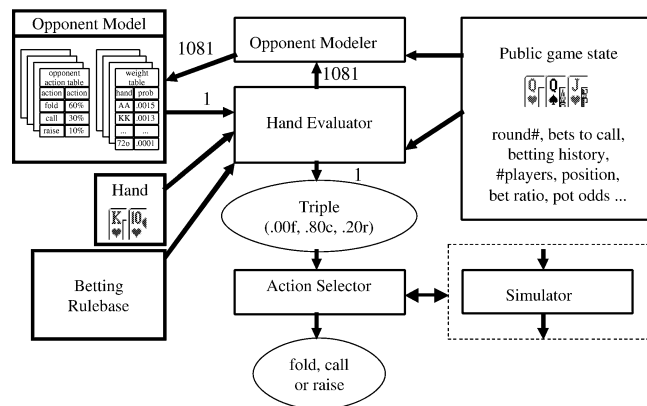 Opponent Model
opponent
action table
action action
fold 60%
call 30%
raise 10%
weight
table
hand prob
AA .0015
KK .0013
... ...
72o .0001
1081
1
Opponent Modeler
1081
Hand Evaluator
1
Public game state
Q Q J
round#, bets to call,
betting history,
#players, position,
bet ratio, pot odds ...
Hand
K 10
Betting
Rulebase
Triple
(.00f, .80c, .20r)
Action Selector
Simulator
fold, call
or raise